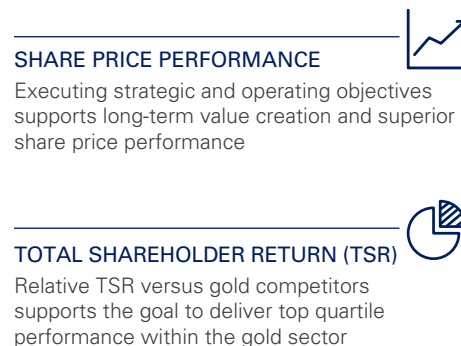 SHARE PRICE PERFORMANCE
Executing strategic and operating objectives
supports long-term value creation and superior
share price performance
TOTAL SHAREHOLDER RETURN (TSR)
Relative TSR versus gold competitors
supports the goal to deliver top quartile
performance within the gold sector